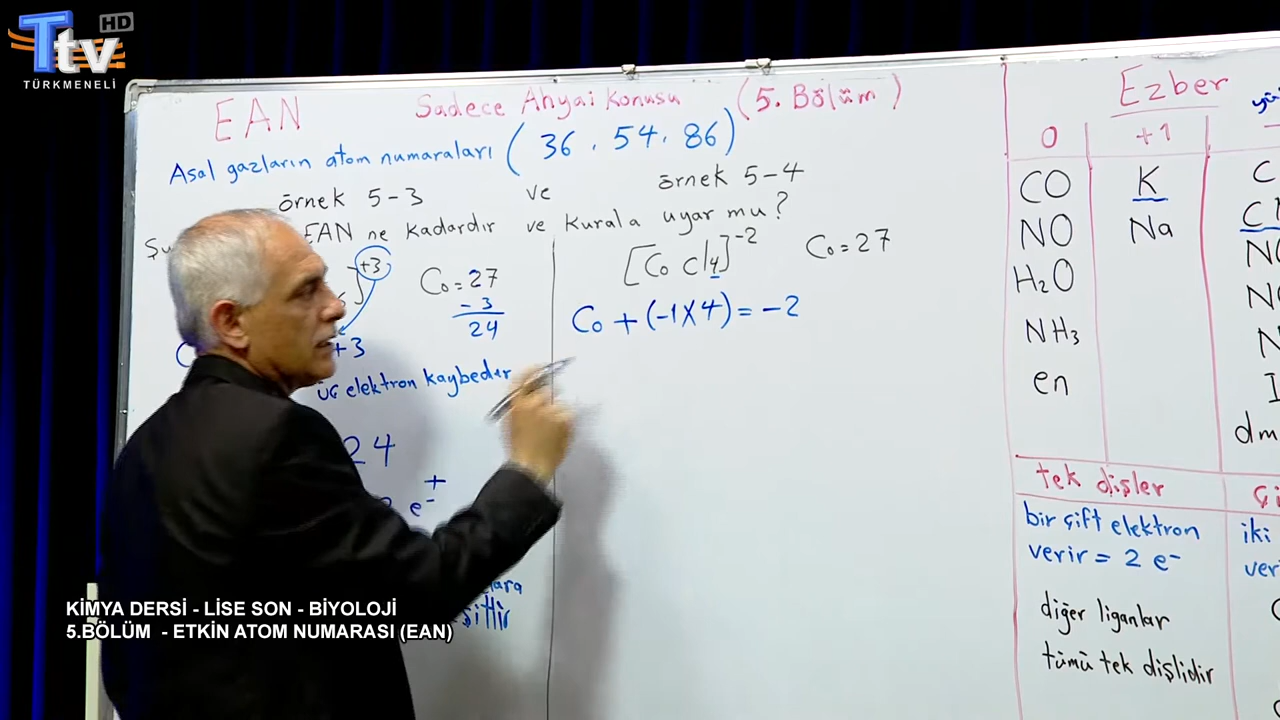 Ttv HD
TÜRKMENELİ
EAN Sadece Ahyai Konusu (5. Bölüm)
Asal gazların atom numaraları (36, 54, 86)
örnek 5-3 ve örnek 5-4
EAN ne kadardır ve kurala uyar mu?
]+3
Co=27
-3
24
+3
üç elektron kaybeder
24
e- +
[Co Cl4]-2 Co=27
Co + (-1x4) = -2
Ezber
0 +1
CO K
NO Na
H2O
NH3
en
dm
tek dişler
bir çift elektron
verir = 2 e-
diğer liganlar
tümü tek dişlidir
iki
KİMYA DERSİ - LİSE SON - BİYOLOJİ
5.BÖLÜM - ETKİN ATOM NUMARASI (EAN)